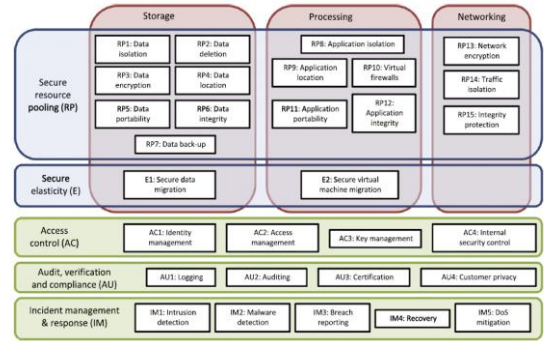 Storage
Processing
Networking
Secure
resource
pooling (RP)
RP1: Data
isolation
RP2: Data
deletion
RP3: Data
encryption
RP4: Data
location
RP5: Data
portability
RP6: Data
integrity
RP7: Data back-up
RP8: Application isolation
RP9: Application
location
RP10: Virtual
firewalls
RP11: Application
portability
RP12:
Application
integrity
RP13: Network
encryption
RP14: Traffic
isolation
RP15: Integrity
protection
Secure
elasticity (E)
E1: Secure data
migration
E2: Secure virtual
machine migration
Access
control (AC)
AC1: Identity
management
AC2: Access
management
AC3: Key management
AC4: Internal
security control
Audit, verification
and compliance (AU)
AU1: Logging
AU2: Auditing
AU3: Certification
AU4: Customer privacy
Incident management
& response (IM)
IM1: Intrusion
detection
IM2: Malware
detection
IM3: Breach
reporting
IM4: Recovery
IM5: DoS
mitigation